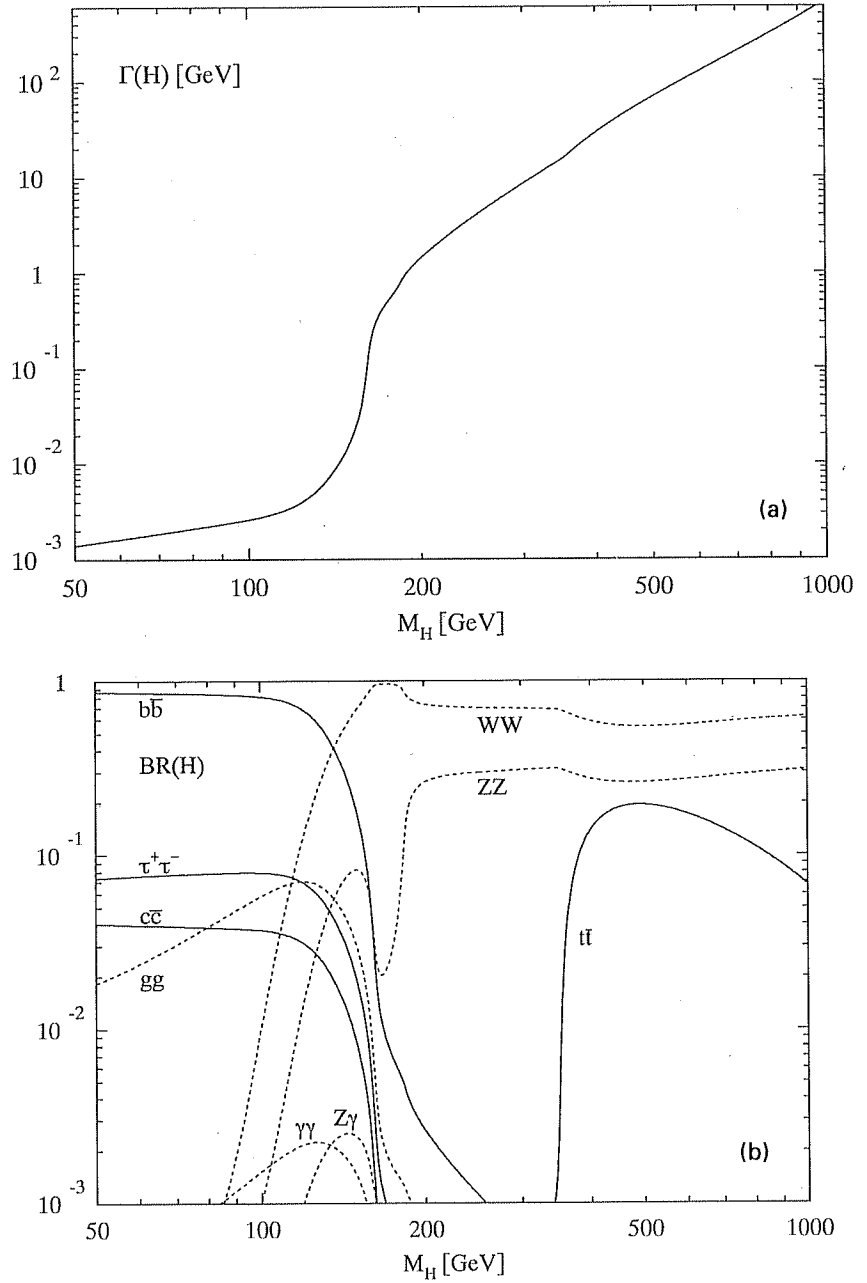 Γ(H) [GeV]
10 2
10
1
10 -1
10 -2
10 -3
(a)
50 100 200 500 1000
M_H [GeV]
1
bb̄
WW
BR(H)
ZZ
10 -1
τ+τ-
cc̄
tt̄
gg
10 -2
γγ Zγ
(b)
10 -3
50 100 200 500 1000
M_H [GeV]